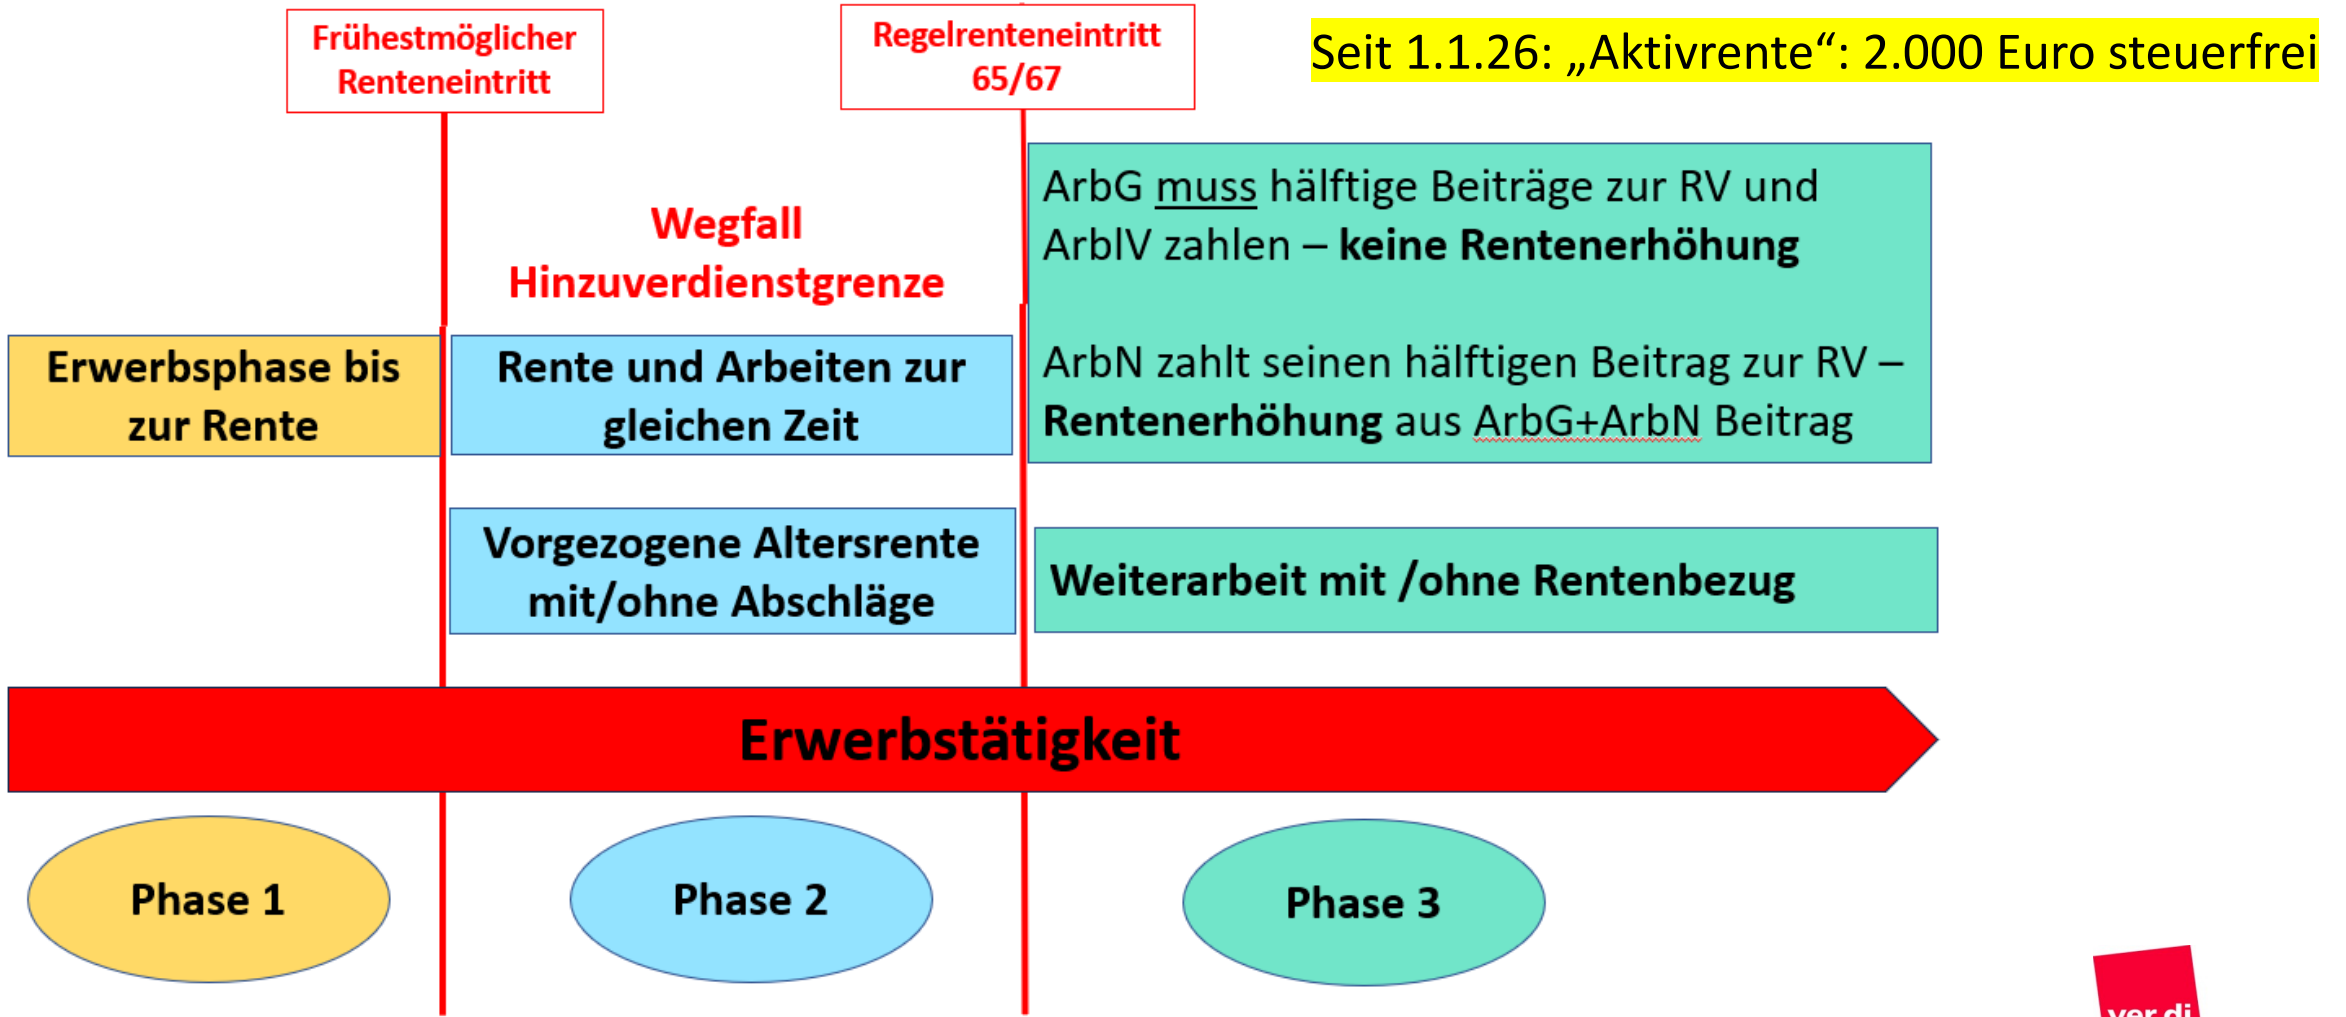 Frühestmöglicher
Renteneintritt
Regelrenteneintritt
65/67
Seit 1.1.26: „Aktivrente“: 2.000 Euro steuerfrei
Wegfall
Hinzuverdienstgrenze
ArbG muss hälftige Beiträge zur RV und
ArblV zahlen – keine Rentenerhöhung
ArbN zahlt seinen hälftigen Beitrag zur RV –
Rentenerhöhung aus ArbG+ArbN Beitrag
Erwerbsphase bis
zur Rente
Rente und Arbeiten zur
gleichen Zeit
Vorgezogene Altersrente
mit/ohne Abschläge
Weiterarbeit mit /ohne Rentenbezug
Erwerbstätigkeit
Phase 1
Phase 2
Phase 3
ver.di